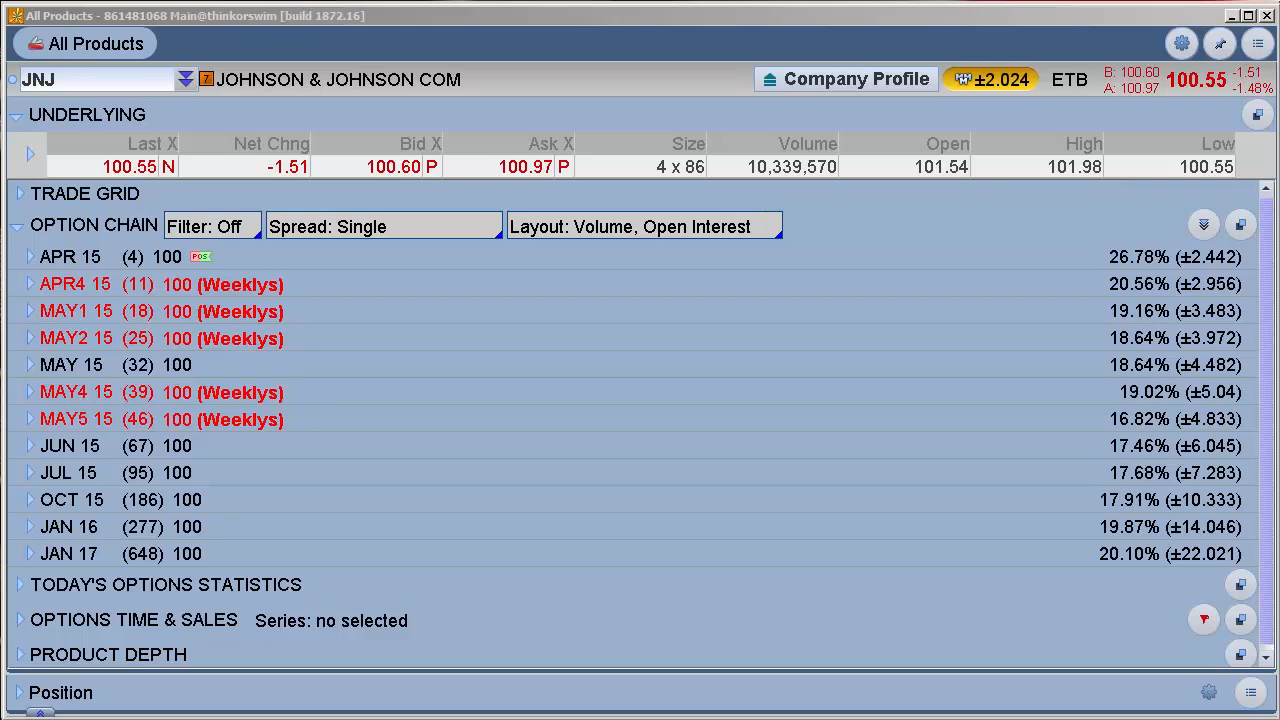 All Products - 861481068 Main@thinkorswim [build 1872.16]
All Products
JNJ 7 JOHNSON & JOHNSON COM Company Profile ±2.024 ETB B: 100.60 A: 100.97 100.55 -1.51 -1.48%
UNDERLYING
Last X Net Chng Bid X Ask X Size Volume Open High Low
100.55 N -1.51 100.60 P 100.97 P 4 x 86 10,339,570 101.54 101.98 100.55
TRADE GRID
OPTION CHAIN Filter: Off Spread: Single Layout: Volume, Open Interest
APR 15 (4) 100 POS 26.78% (±2.442)
APR4 15 (11) 100 (Weeklys) 20.56% (±2.956)
MAY1 15 (18) 100 (Weeklys) 19.16% (±3.483)
MAY2 15 (25) 100 (Weeklys) 18.64% (±3.972)
MAY 15 (32) 100 18.64% (±4.482)
MAY4 15 (39) 100 (Weeklys) 19.02% (±5.04)
MAY5 15 (46) 100 (Weeklys) 16.82% (±4.833)
JUN 15 (67) 100 17.46% (±6.045)
JUL 15 (95) 100 17.68% (±7.283)
OCT 15 (186) 100 17.91% (±10.333)
JAN 16 (277) 100 19.87% (±14.046)
JAN 17 (648) 100 20.10% (±22.021)
TODAY'S OPTIONS STATISTICS
OPTIONS TIME & SALES Series: no selected
PRODUCT DEPTH
Position